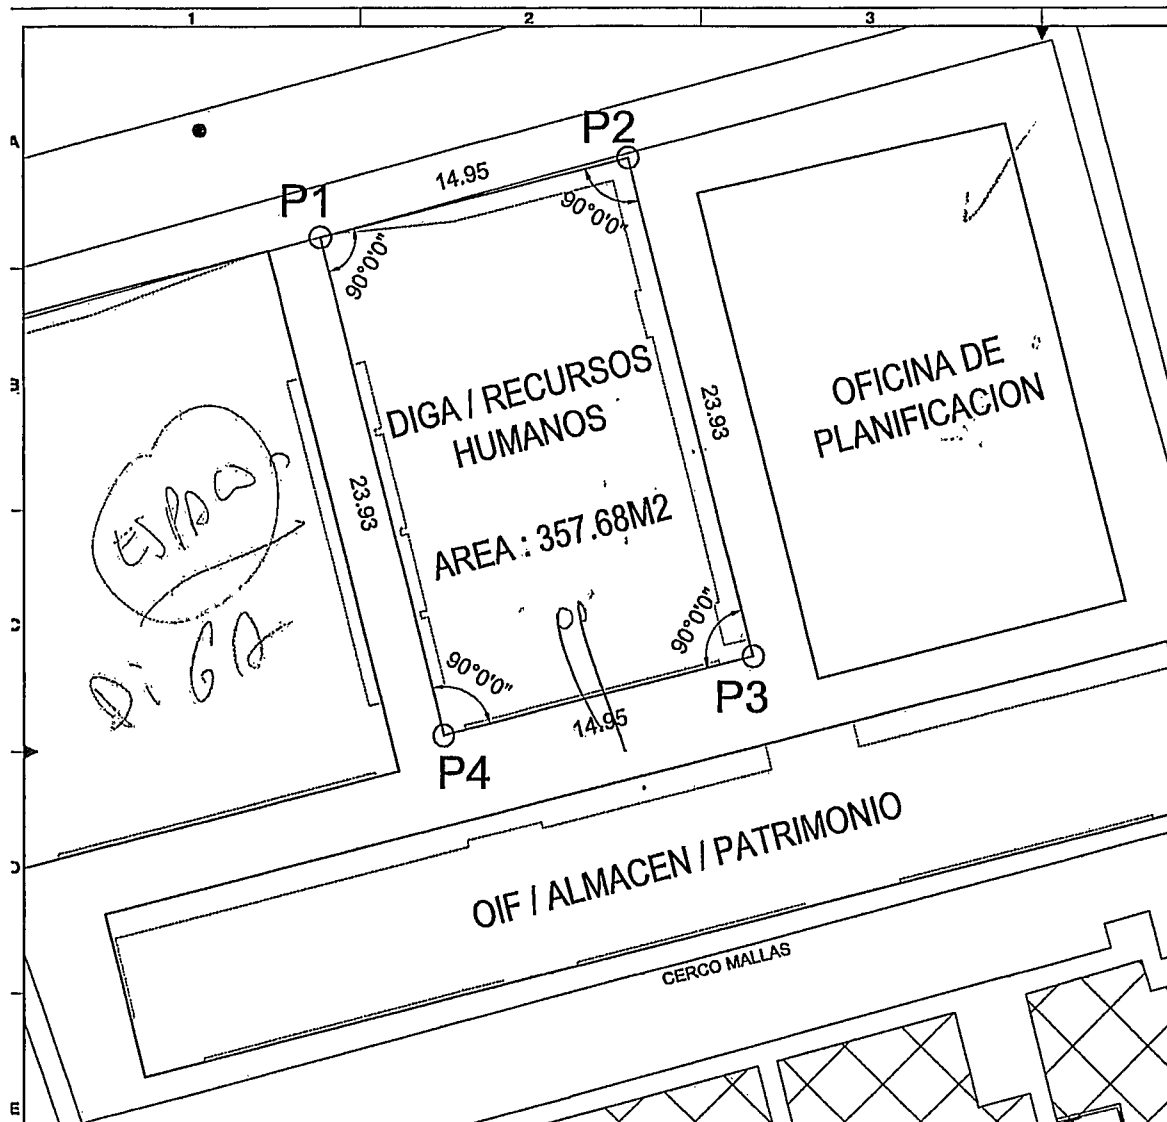 1 2 3
A
P2
14.95
P1
90°0'0"
90°0'0"
B
DIGA / RECURSOS
HUMANOS
OFICINA DE
PLANIFICACION
23.93
23.93
ESPACIO
AREA : 357.68M2
C
DIGA
90°0'0"
90°0'0"
P3
14.95
P4
D
OIF / ALMACEN / PATRIMONIO
CERCO MALLAS
E